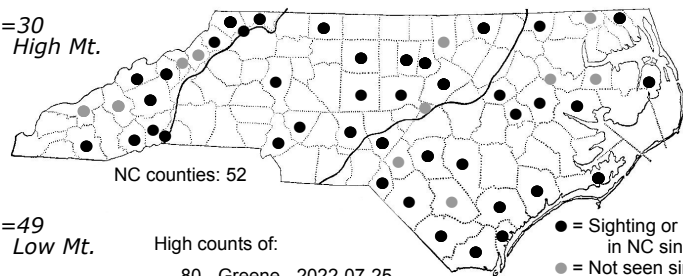 =30
High Mt.
NC counties: 52
=49
Low Mt.
High counts of:
80 - Greene - 2022-07-25
● = Sighting or
in NC sin
● = Not seen si